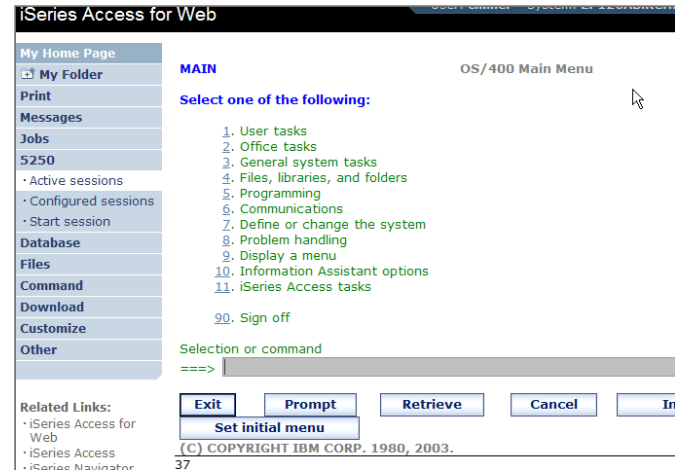 iSeries Access for Web
My Home Page
My Folder
Print
Messages
Jobs
5250
· Active sessions
· Configured sessions
· Start session
Database
Files
Command
Download
Customize
Other
Related Links:
· iSeries Access for
Web
· iSeries Access
· iSeries Navigator
MAIN OS/400 Main Menu
Select one of the following:
1. User tasks
2. Office tasks
3. General system tasks
4. Files, libraries, and folders
5. Programming
6. Communications
7. Define or change the system
8. Problem handling
9. Display a menu
10. Information Assistant options
11. iSeries Access tasks
90. Sign off
Selection or command
===>
Exit Prompt Retrieve Cancel
Set initial menu
(C) COPYRIGHT IBM CORP. 1980, 2003.
37